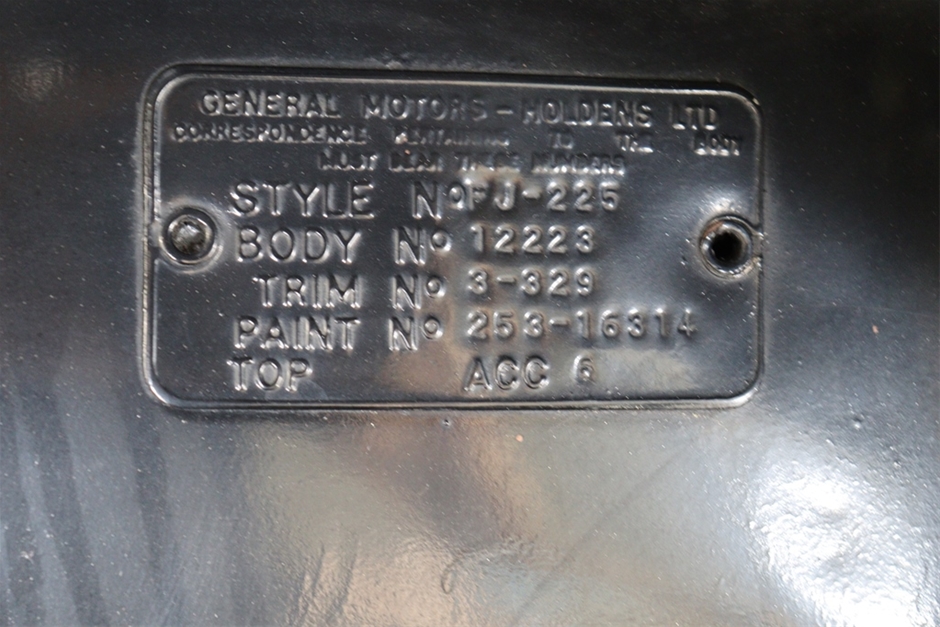 GENERAL MOTORS - HOLDENS LTD
CORRESPONDENCE PERTAINING TO THE BODY
MUST BEAR THESE NUMBERS
STYLE Nº FJ-225
BODY Nº 12223
TRIM Nº 3-329
PAINT Nº 253-16314
TOP ACC 6